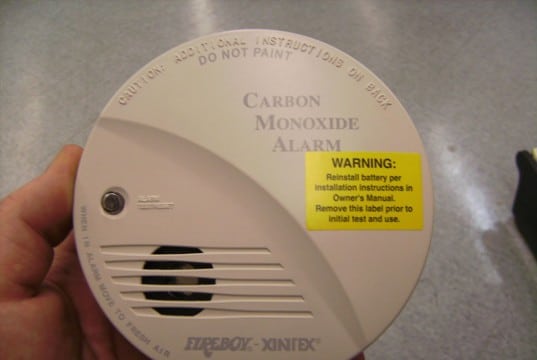 CAUTION: ADDITIONAL INSTRUCTIONS ON BACK
DO NOT PAINT
CARBON
MONOXIDE
ALARM
WARNING:
Reinstall battery per
installation instructions in
Owner's Manual.
Remove this label prior to
initial test and use.
WHEN IN ALARM MOVE TO FRESH AIR
FIREBOY® - XINTEX®